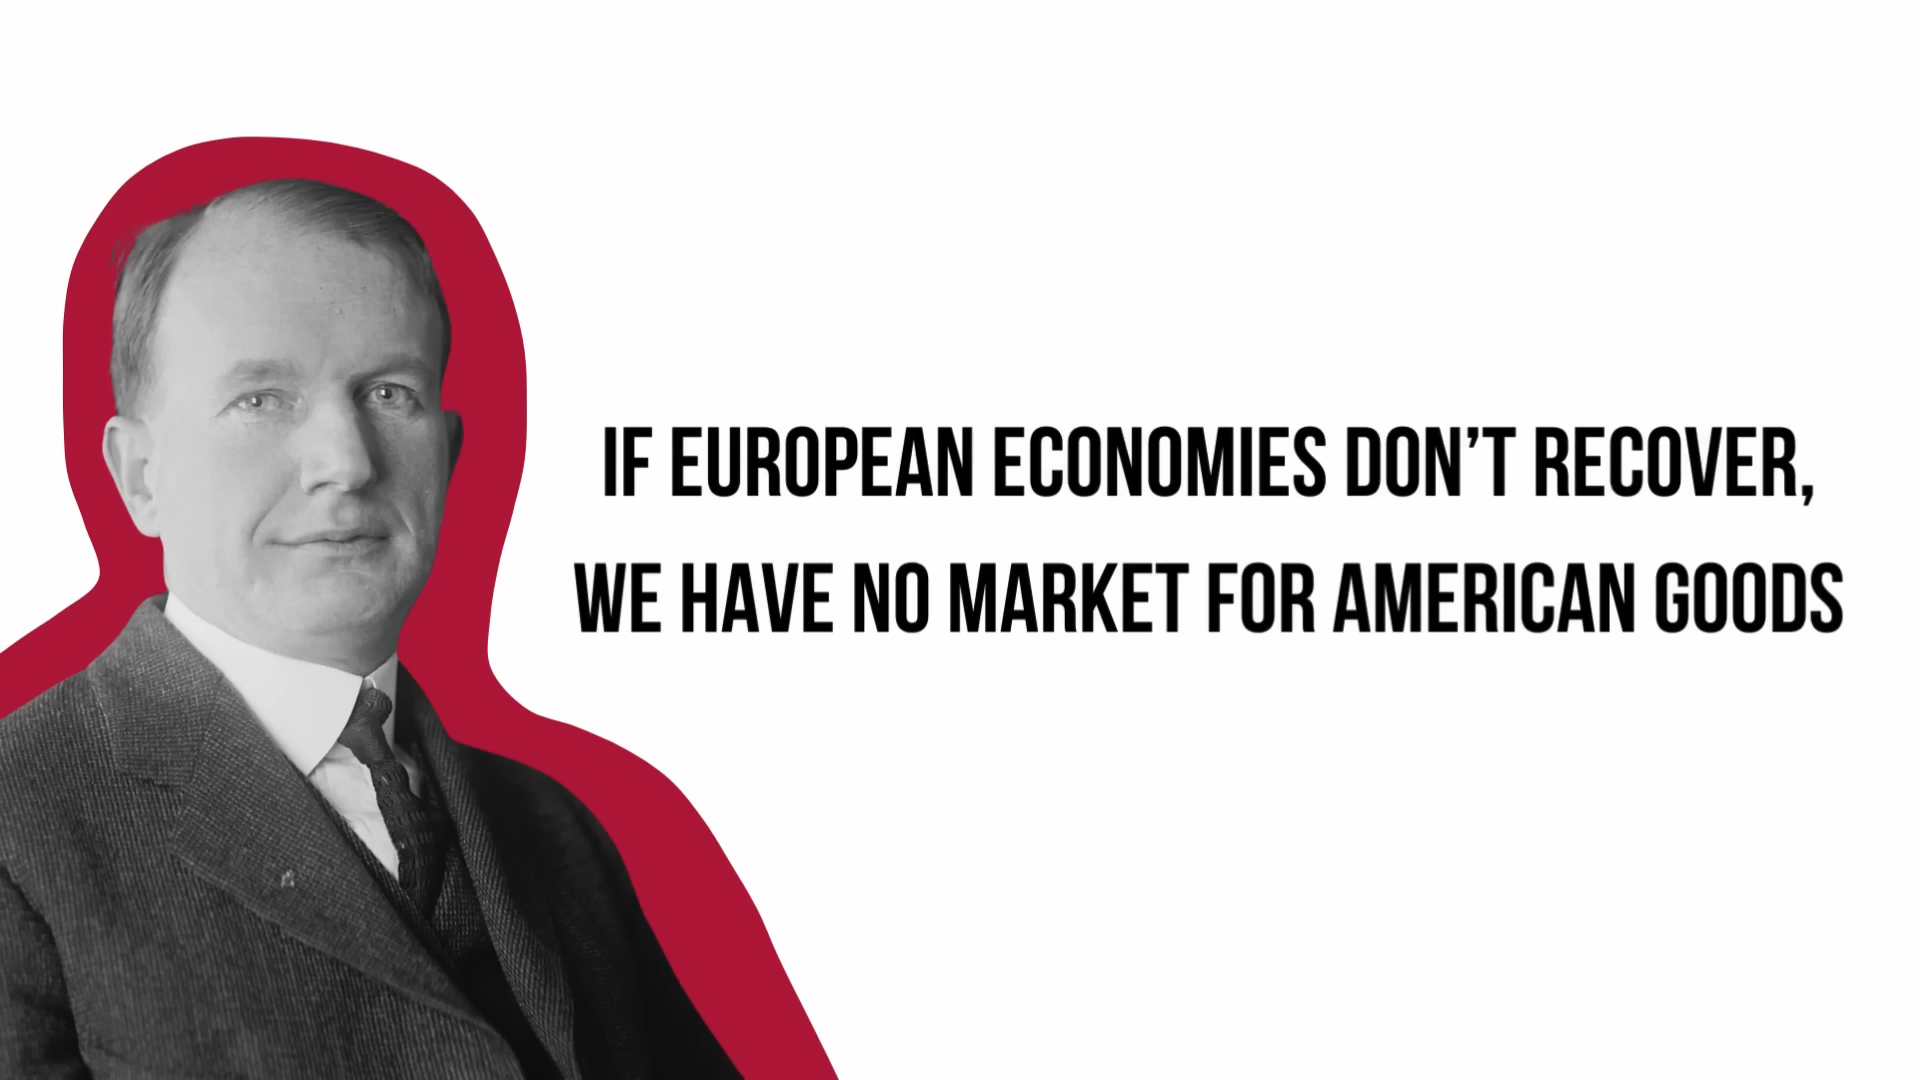 IF EUROPEAN ECONOMIES DON’T RECOVER,
WE HAVE NO MARKET FOR AMERICAN GOODS